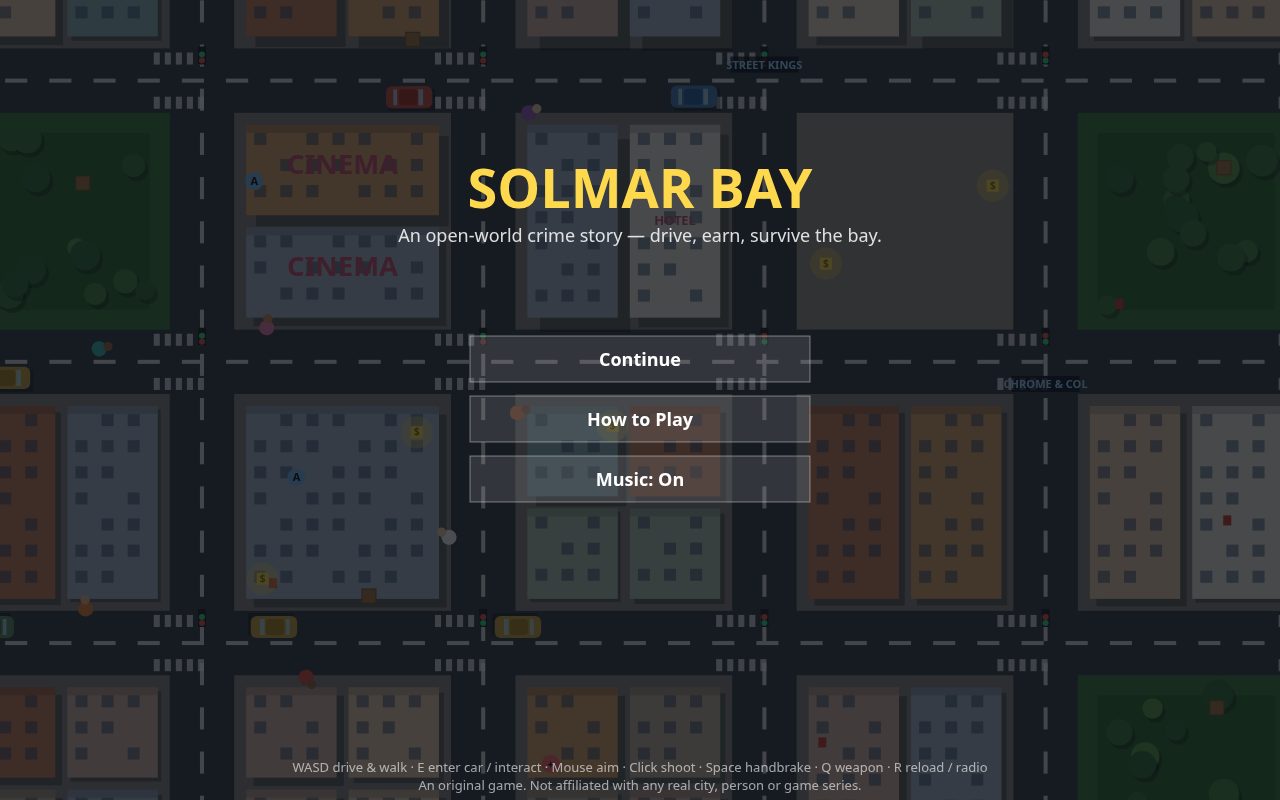 STREET KINGS
CINEMA
SOLMAR BAY
A
$
HOTEL
An open-world crime story — drive, earn, survive the bay.
CINEMA
$
Continue
CHROME & COL
How to Play
$
A
Music: On
$
WASD drive & walk · E enter car / interact · Mouse aim · Click shoot · Space handbrake · Q weapon · R reload / radio
An original game. Not affiliated with any real city, person or game series.